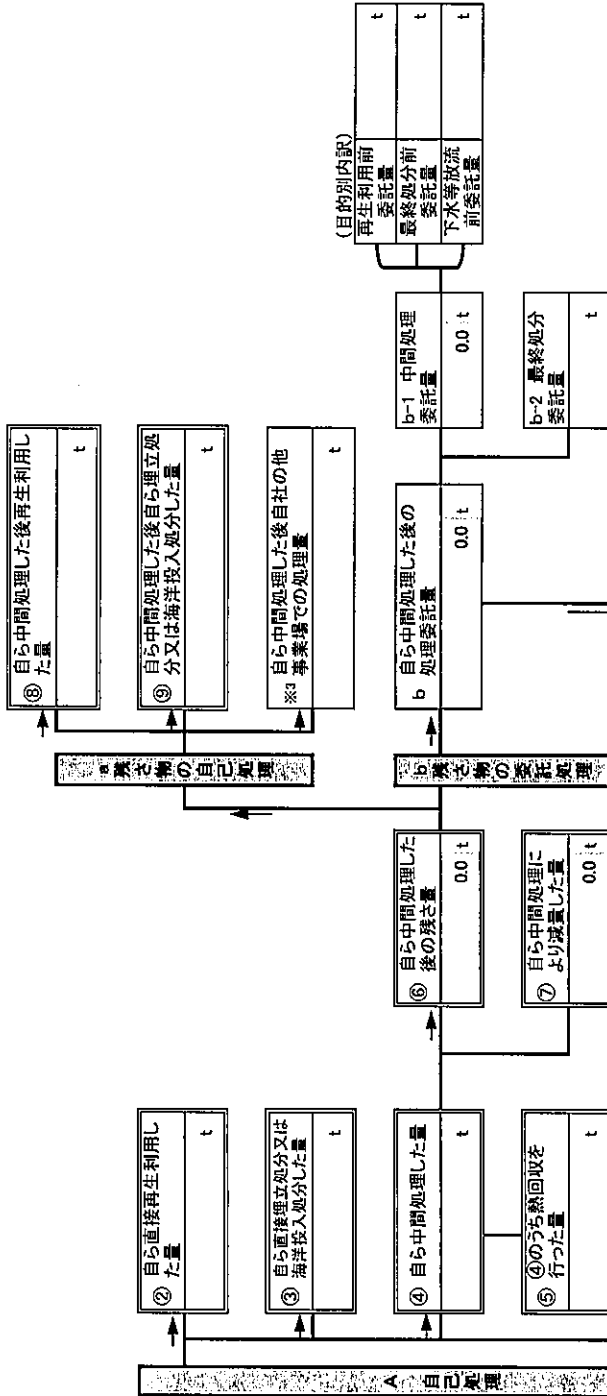 A 自己処理
② 自ら直接再生利用し
た量
t
③ 自ら直接埋立処分又は
海洋投入処分した量
t
④ 自ら中間処理した量
t
⑤ ④のうち熱回収を
行った量
t
⑥ 自ら中間処理した
後の残さ量
0.0 t
⑦ 自ら中間処理に
より減量した量
0.0 t
a 残さ物の自己処理
⑧ 自ら中間処理した後再生利用し
た量
t
⑨ 自ら中間処理した後自ら埋立処
分又は海洋投入処分した量
t
※3 自ら中間処理した後自社の他
事業場での処理量
t
b 残さ物の委託処理
b 自ら中間処理した後の
処理委託量
0.0 t
b-1 中間処理
委託量
0.0 t
b-2 最終処分
委託量
t
(目的別内訳)
再生利用前
委託量
t
最終処分前
委託量
t
下水等放流
前委託量
t